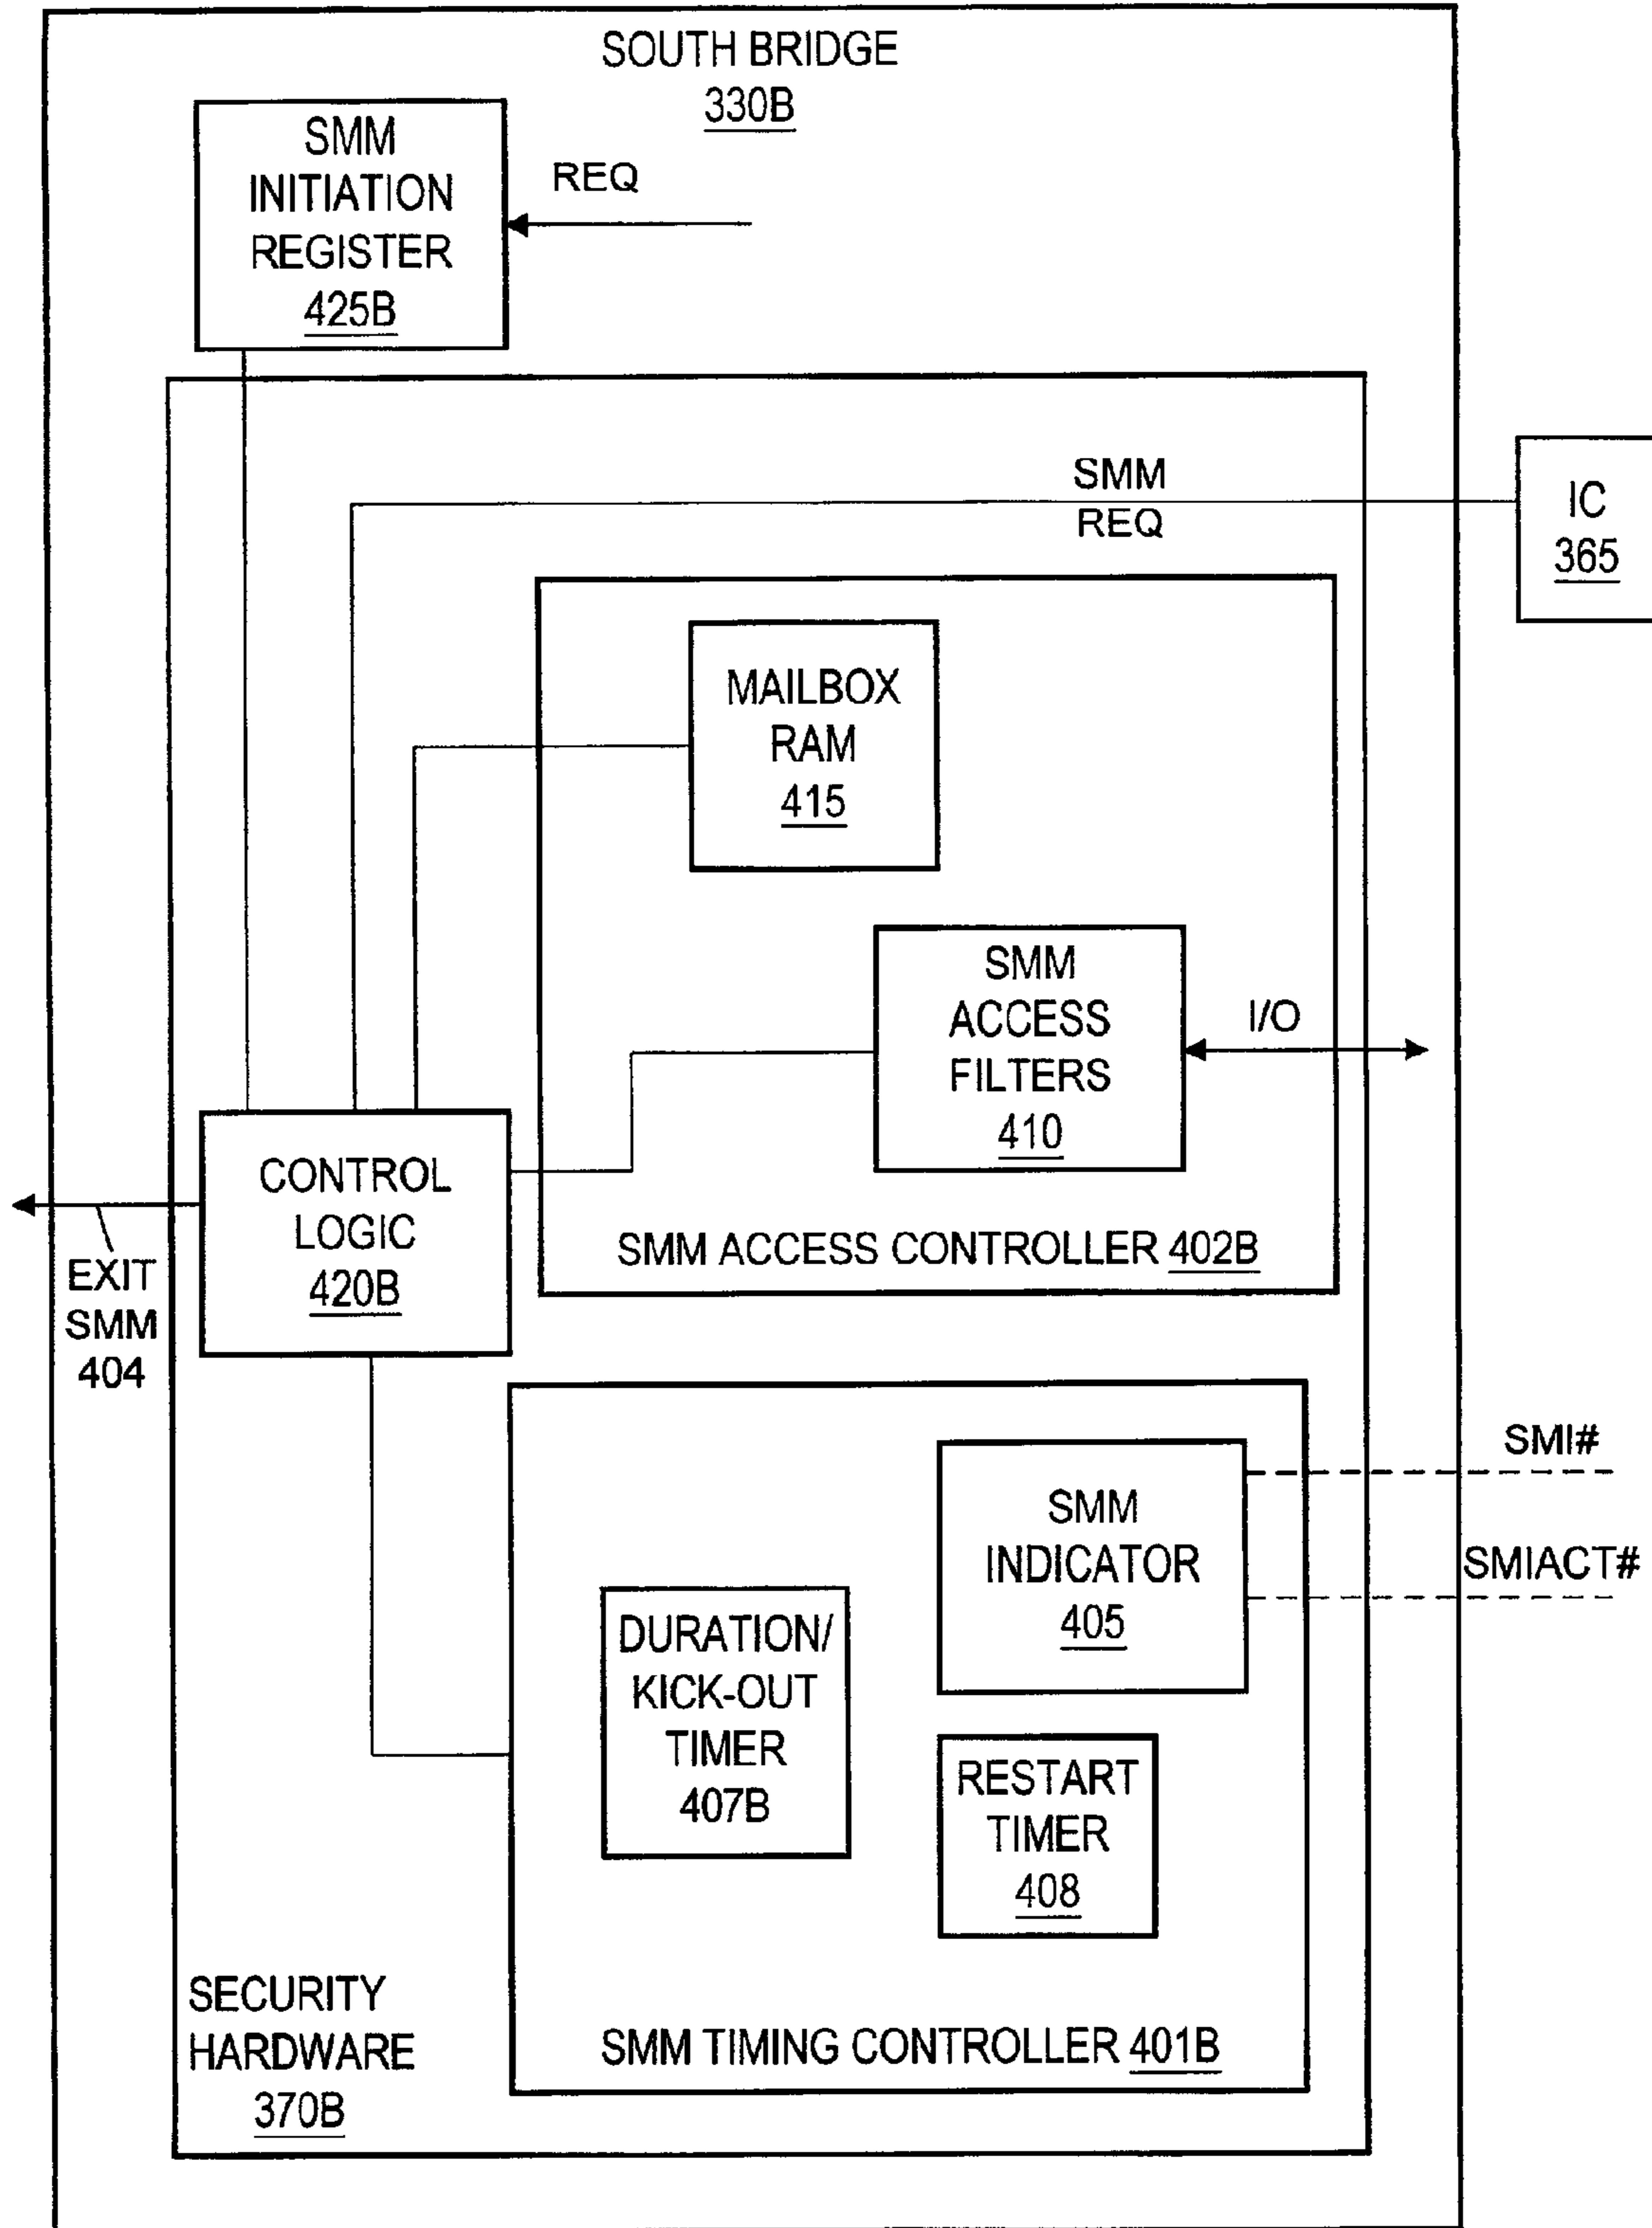 SOUTH BRIDGE
330B
SMM
INITIATION
REGISTER
425B
REQ
SMM
REQ
IC
365
MAILBOX
RAM
415
SMM
ACCESS
FILTERS
410
I/O
CONTROL
LOGIC
420B
SMM ACCESS CONTROLLER 402B
EXIT
SMM
404
SMI#
SMIACT#
SMM
INDICATOR
405
DURATION/
KICK-OUT
TIMER
407B
RESTART
TIMER
408
SECURITY
HARDWARE
370B
SMM TIMING CONTROLLER 401B